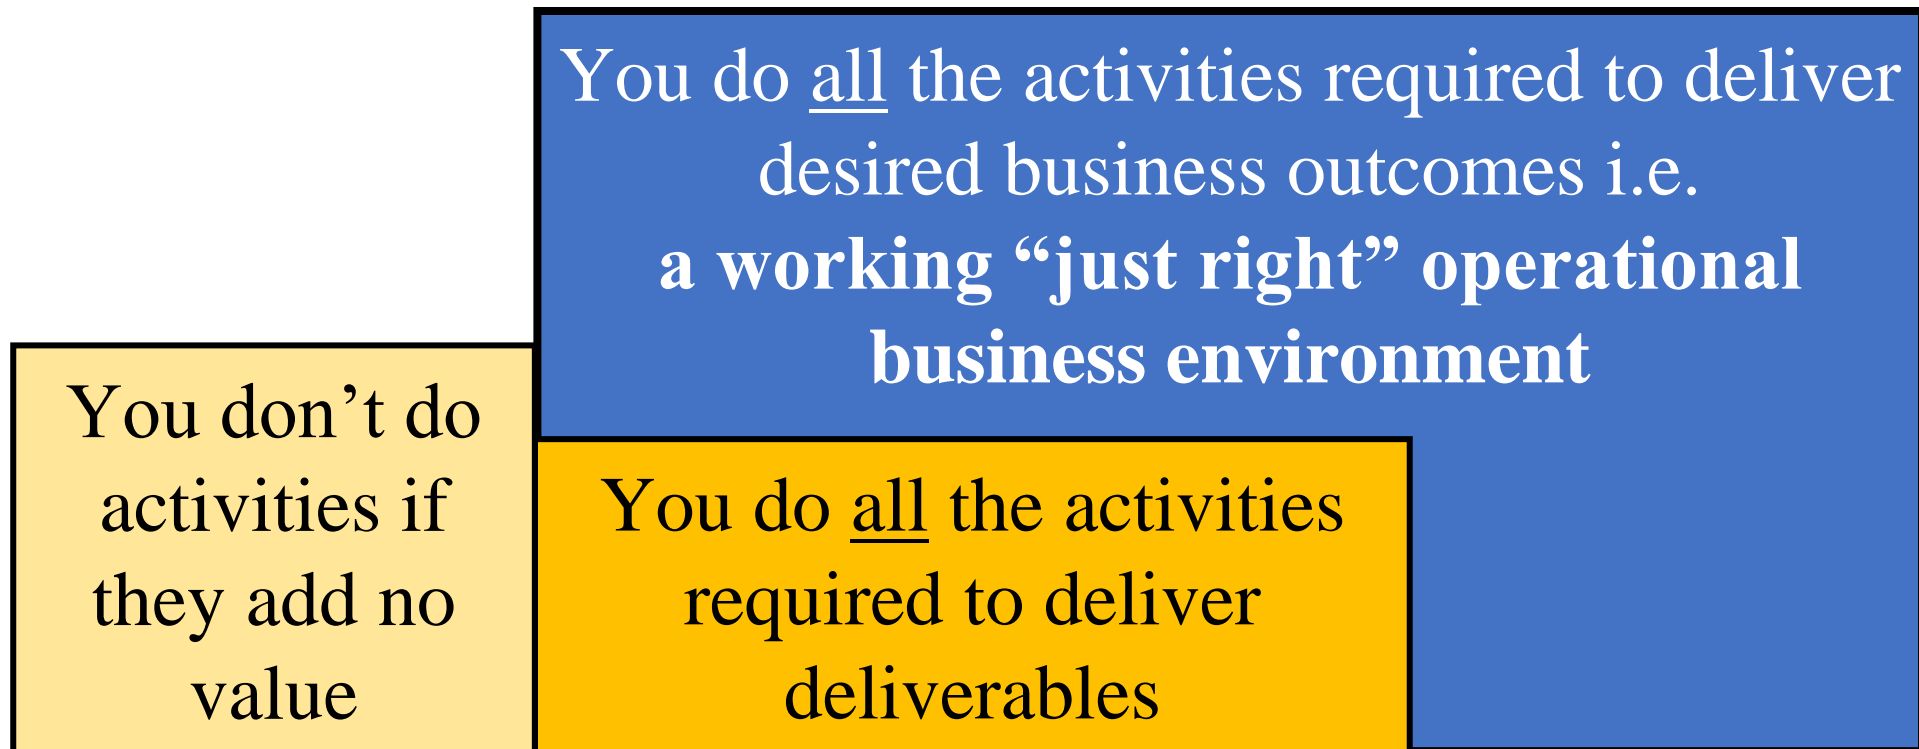 You do all the activities required to deliver
desired business outcomes i.e.
a working “just right” operational
business environment
You don’t do
activities if
they add no
value
You do all the activities
required to deliver
deliverables